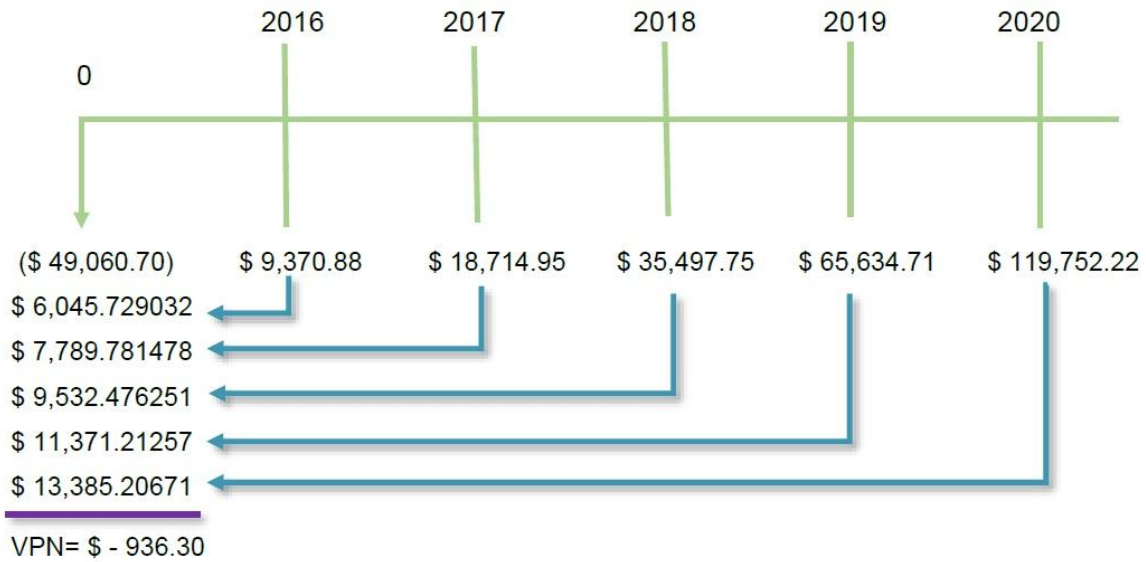 2016 2017 2018 2019 2020
0
($ 49,060.70) $ 9,370.88 $ 18,714.95 $ 35,497.75 $ 65,634.71 $ 119,752.22
$ 6,045.729032
$ 7,789.781478
$ 9,532.476251
$ 11,371.21257
$ 13,385.20671
VPN= $ - 936.30